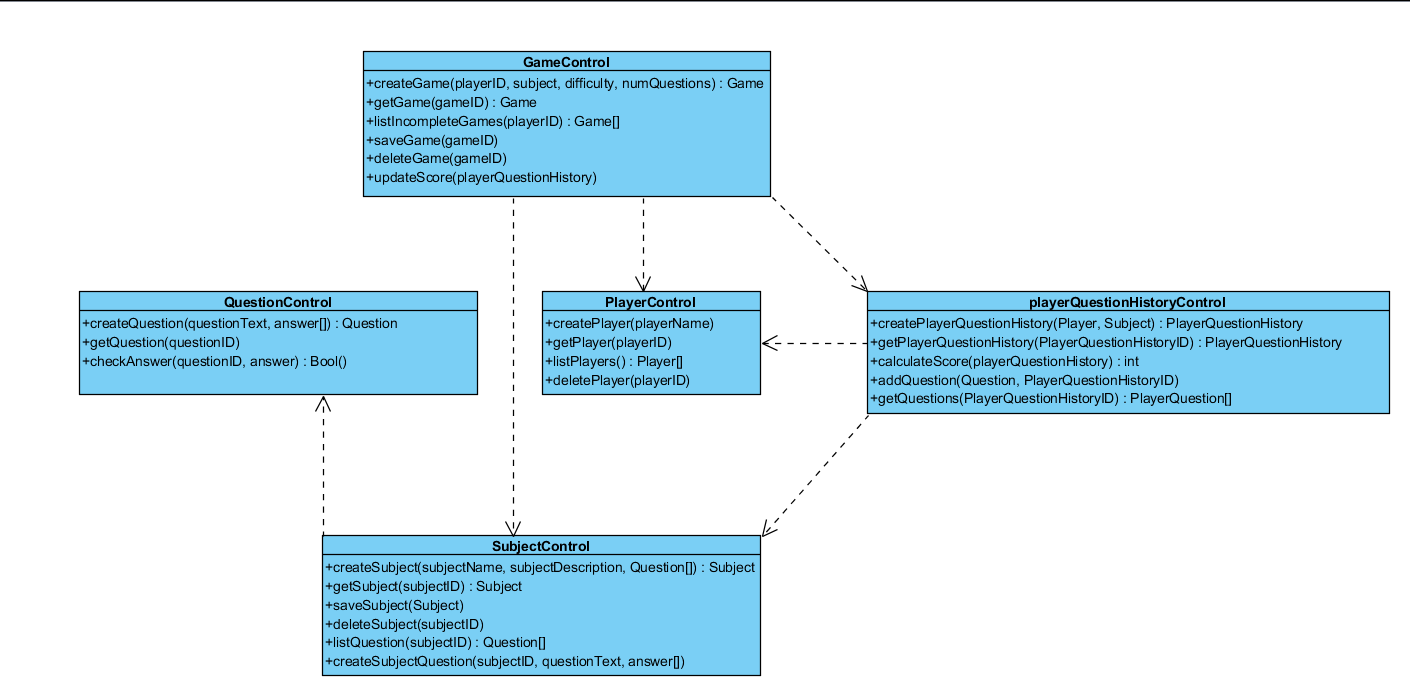 GameControl
+createGame(playerID, subject, difficulty, numQuestions) : Game
+getGame(gameID) : Game
+listIncompleteGames(playerID) : Game[]
+saveGame(gameID)
+deleteGame(gameID)
+updateScore(playerQuestionHistory)
QuestionControl
+createQuestion(questionText, answer[]) : Question
+getQuestion(questionID)
+checkAnswer(questionID, answer) : Bool()
PlayerControl
+createPlayer(playerName)
+getPlayer(playerID)
+listPlayers() : Player[]
+deletePlayer(playerID)
playerQuestionHistoryControl
+createPlayerQuestionHistory(Player, Subject) : PlayerQuestionHistory
+getPlayerQuestionHistory(PlayerQuestionHistoryID) : PlayerQuestionHistory
+calculateScore(playerQuestionHistory) : int
+addQuestion(Question, PlayerQuestionHistoryID)
+getQuestions(PlayerQuestionHistoryID) : PlayerQuestion[]
SubjectControl
+createSubject(subjectName, subjectDescription, Question[]) : Subject
+getSubject(subjectID) : Subject
+saveSubject(Subject)
+deleteSubject(subjectID)
+listQuestion(subjectID) : Question[]
+createSubjectQuestion(subjectID, questionText, answer[])